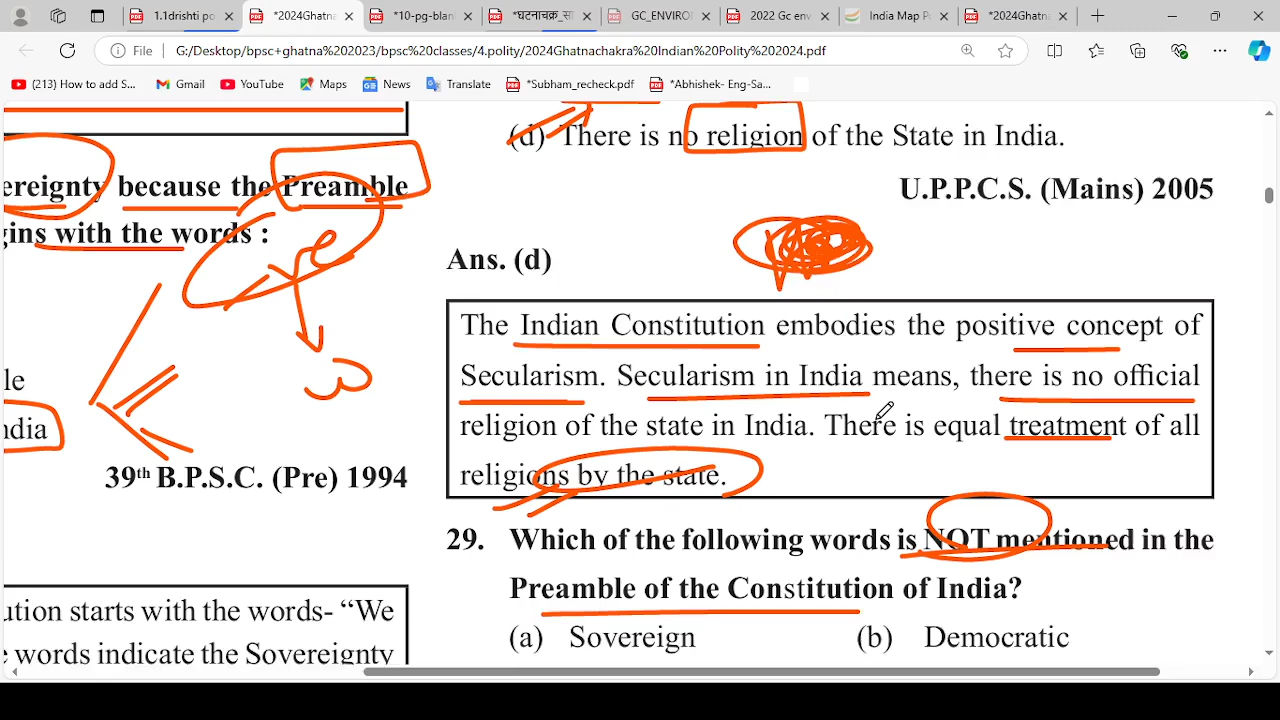 1.1drishti po
*2024Ghatna
*10-pg-blan
*घटनाचक्र_सा
GC_ENVIRO
2022 Gc env
India Map Po
*2024Ghatna
File
G:/Desktop/bpsc+ghatna%202023/bpsc%20classes/4.polity/2024Ghatnachakra%20Indian%20Polity%202024.pdf
(213) How to add S...
Gmail
YouTube
Maps
News
Translate
*Subham_recheck.pdf
*Abhishek- Eng-Sa...
ereignty because the Preamble
gins with the words :
le
ndia
39th B.P.S.C. (Pre) 1994
ution starts with the words- “We
e words indicate the Sovereignty
(d) There is no religion of the State in India.
U.P.P.C.S. (Mains) 2005
Ans. (d)
The Indian Constitution embodies the positive concept of
Secularism. Secularism in India means, there is no official
religion of the state in India. There is equal treatment of all
religions by the state.
29. Which of the following words is NOT mentioned in the
Preamble of the Constitution of India?
(a) Sovereign (b) Democratic